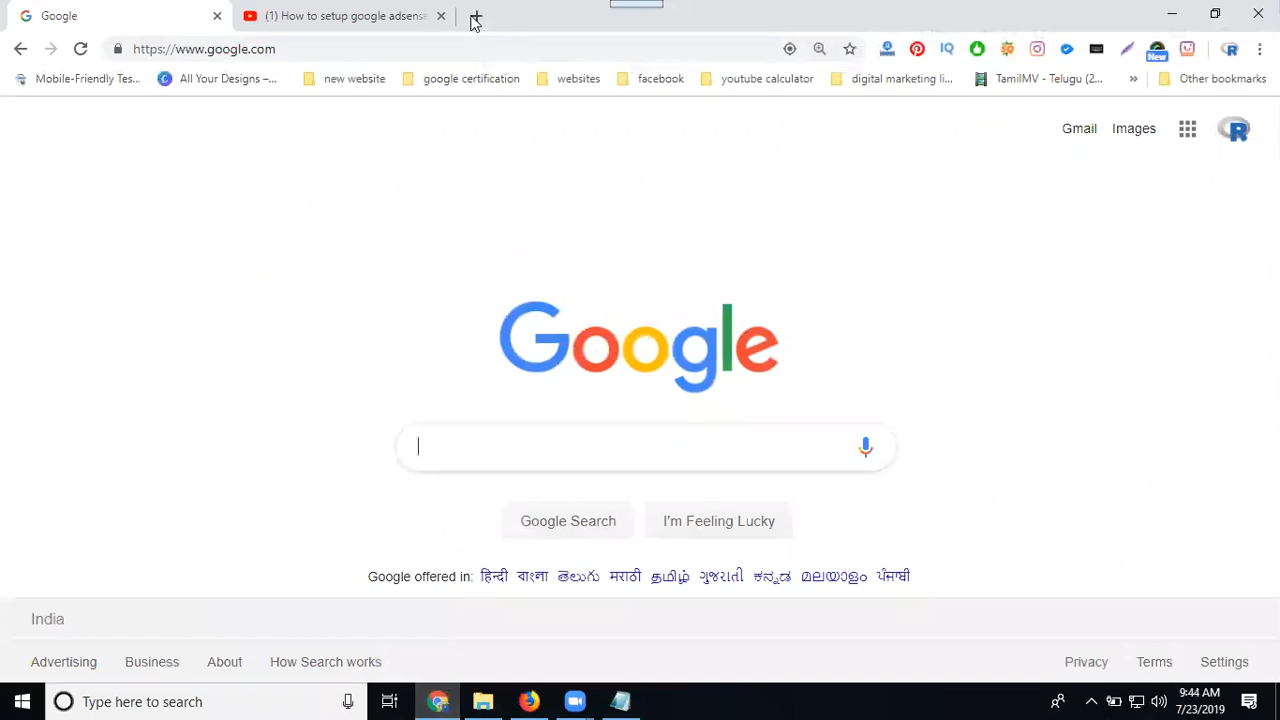 Google
(1) How to setup google adsens
https://www.google.com
New
Mobile-Friendly Tes...
All Your Designs –...
new website
google certification
websites
facebook
youtube calculator
digital marketing li...
TamilMV - Telugu (2...
»
Other bookmarks
Gmail
Images
R
Google
Google Search
I'm Feeling Lucky
Google offered in: हिन्दी বাংলা తెలుగు मराठी தமிழ் ગુજરાતી ಕನ್ನಡ മലയാളം ਪੰਜਾਬੀ
India
Advertising
Business
About
How Search works
Privacy
Terms
Settings
Type here to search
9:44 AM
7/23/2019